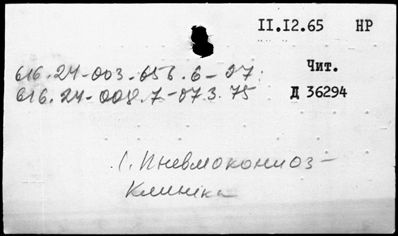 II.I2.65 НР
616.24-003.656.6-07:
616.24-008.7-073.75
Чит.
Д 36294
1. Пневмокониоз-
Клиника